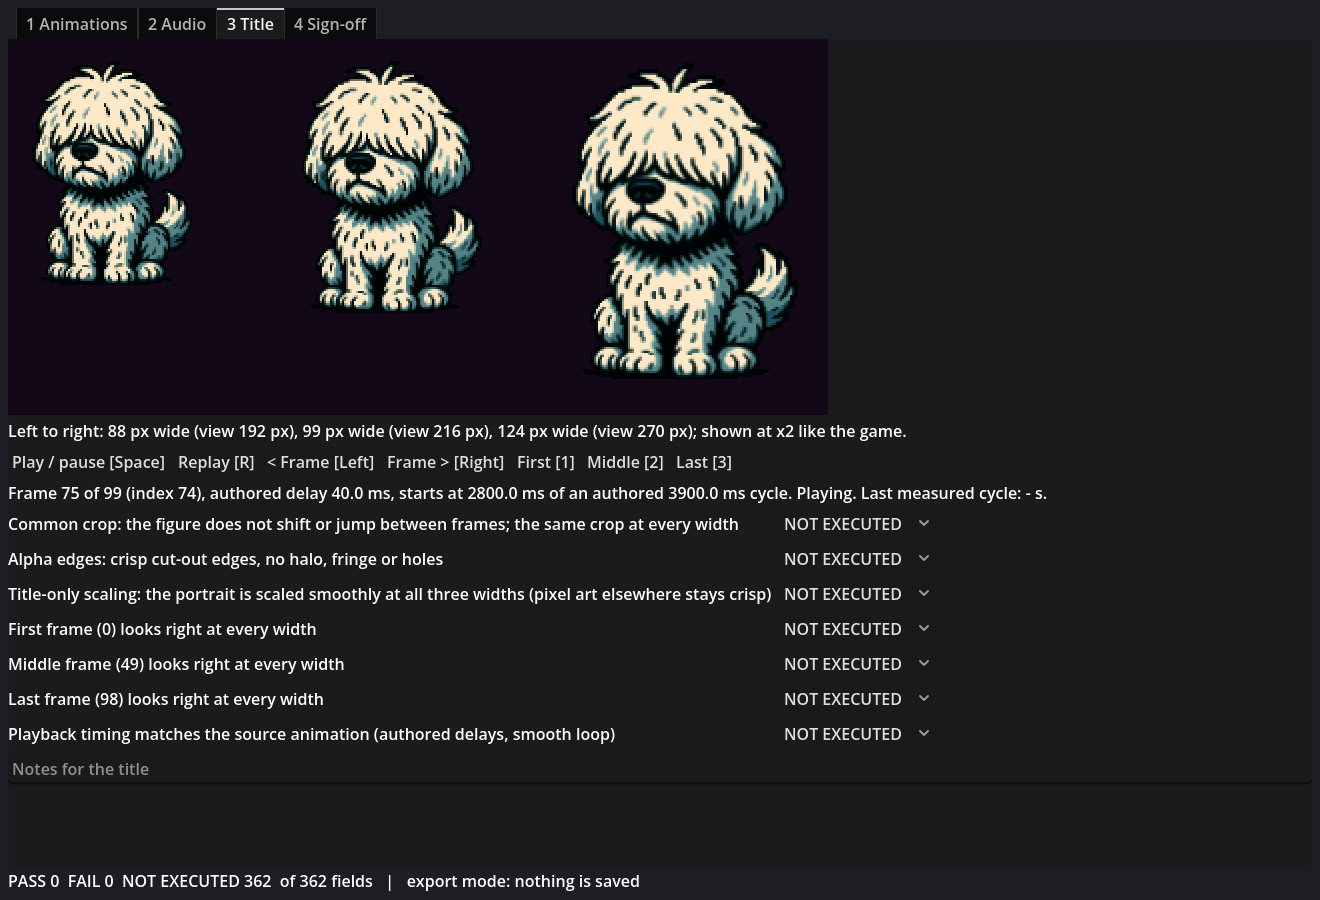 1 Animations 2 Audio 3 Title 4 Sign-off
Left to right: 88 px wide (view 192 px), 99 px wide (view 216 px), 124 px wide (view 270 px); shown at x2 like the game.
Play / pause [Space] Replay [R] < Frame [Left] Frame > [Right] First [1] Middle [2] Last [3]
Frame 75 of 99 (index 74), authored delay 40.0 ms, starts at 2800.0 ms of an authored 3900.0 ms cycle. Playing. Last measured cycle: - s.
Common crop: the figure does not shift or jump between frames; the same crop at every width NOT EXECUTED
Alpha edges: crisp cut-out edges, no halo, fringe or holes NOT EXECUTED
Title-only scaling: the portrait is scaled smoothly at all three widths (pixel art elsewhere stays crisp) NOT EXECUTED
First frame (0) looks right at every width NOT EXECUTED
Middle frame (49) looks right at every width NOT EXECUTED
Last frame (98) looks right at every width NOT EXECUTED
Playback timing matches the source animation (authored delays, smooth loop) NOT EXECUTED
Notes for the title
PASS 0 FAIL 0 NOT EXECUTED 362 of 362 fields | export mode: nothing is saved